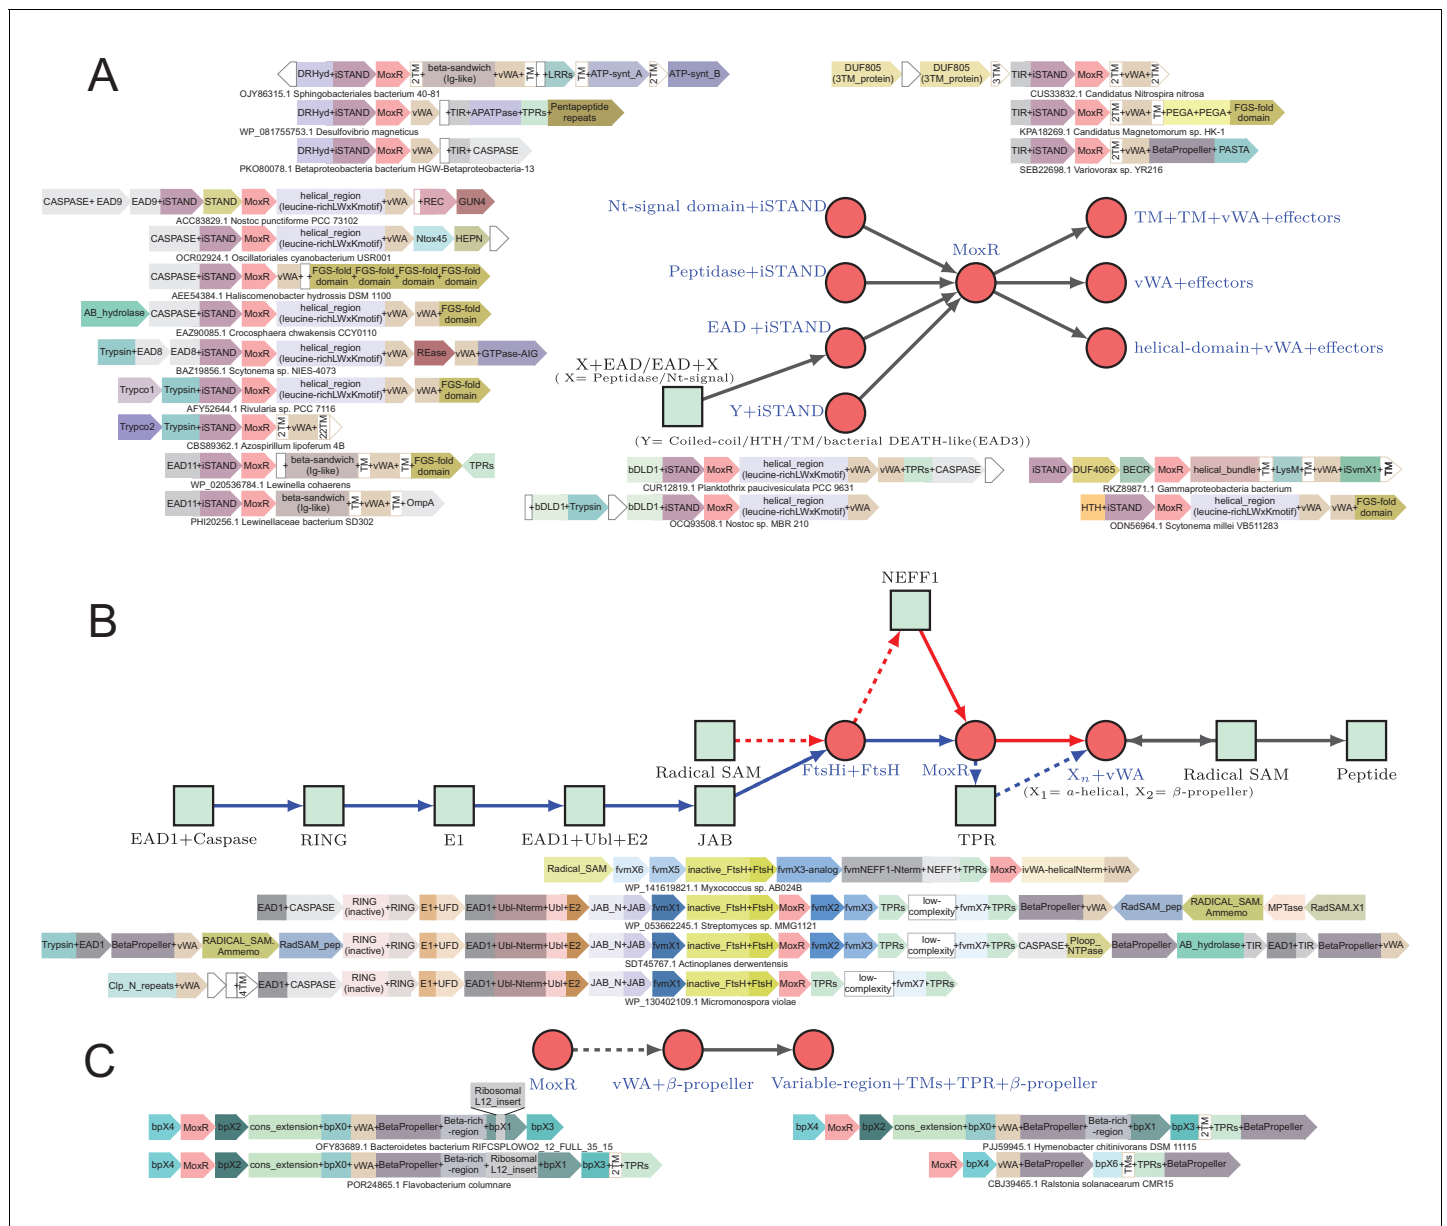 A
DRHyd+iSTAND MoxR 2TM + beta-sandwich (Ig-like) +vWA+ TM + +LRRs TM +ATP-synt_A 2TM ATP-synt_B
OJY86315.1 Sphingobacteriales bacterium 40-81
DRHyd+iSTAND MoxR vWA +TIR+APATPase+TPRs+ Pentapeptide repeats
WP_081755753.1 Desulfovibrio magneticus
DRHyd+iSTAND MoxR vWA +TIR+ CASPASE
PKO80078.1 Betaproteobacteria bacterium HGW-Betaproteobacteria-13
DUF805 (3TM_protein) DUF805 (3TM_protein) 3TM TIR+iSTAND MoxR 2TM +vWA+ 2TM
CUS33832.1 Candidatus Nitrospira nitrosa
TIR+iSTAND MoxR 2TM +vWA+ TM +PEGA+PEGA+ FGS-fold domain
KPA18269.1 Candidatus Magnetomorum sp. HK-1
TIR+iSTAND MoxR 2TM +vWA+ BetaPropeller+ PASTA
SEB22698.1 Variovorax sp. YR216
CASPASE+ EAD9 EAD9+iSTAND STAND MoxR helical_region (leucine-richLWxKmotif) +vWA +REC GUN4
ACC83829.1 Nostoc punctiforme PCC 73102
CASPASE+iSTAND MoxR helical_region (leucine-richLWxKmotif) +vWA Ntox45 HEPN
OCR02924.1 Oscillatoriales cyanobacterium USR001
CASPASE+iSTAND MoxR vWA+ + FGS-fold domain + FGS-fold domain + FGS-fold domain + FGS-fold domain
AEE54384.1 Haliscomenobacter hydrossis DSM 1100
AB_hydrolase CASPASE+iSTAND MoxR helical_region (leucine-richLWxKmotif) +vWA vWA+ FGS-fold domain
EAZ90085.1 Crocosphaera chwakensis CCY0110
Trypsin+EAD8 EAD8+iSTAND MoxR helical_region (leucine-richLWxKmotif) +vWA REase vWA+GTPase-AIG
BAZ19856.1 Scytonema sp. NIES-4073
Trypco1 Trypsin+iSTAND MoxR helical_region (leucine-richLWxKmotif) +vWA vWA+ FGS-fold domain
AFY52644.1 Rivularia sp. PCC 7116
Trypco2 Trypsin+iSTAND MoxR 2TM +vWA+ 22TM
CBS89362.1 Azospirillum lipoferum 4B
EAD11+iSTAND MoxR + beta-sandwich (Ig-like) + TM +vWA+ TM + FGS-fold domain TPRs
WP_020536784.1 Lewinella cohaerens
EAD11+iSTAND MoxR beta-sandwich (Ig-like) + TM +vWA+ TM +OmpA
PHI20256.1 Lewinellaceae bacterium SD302
Nt-signal domain+iSTAND
Peptidase+iSTAND
EAD +iSTAND
X+EAD/EAD+X
( X= Peptidase/Nt-signal)
Y+iSTAND
(Y= Coiled-coil/HTH/TM/bacterial DEATH-like(EAD3))
MoxR
TM+TM+vWA+effectors
vWA+effectors
helical-domain+vWA+effectors
bDLD1+iSTAND MoxR helical_region (leucine-richLWxKmotif) +vWA vWA+TPRs+CASPASE
CUR12819.1 Planktothrix paucivesiculata PCC 9631
+bDLD1+Trypsin bDLD1+iSTAND MoxR helical_region (leucine-richLWxKmotif) +vWA
OCQ93508.1 Nostoc sp. MBR 210
iSTAND DUF4065 BECR MoxR helical_bundle+ TM +LysM+ TM +vWA+iSvmX1+ TM
RKZ89871.1 Gammaproteobacteria bacterium
HTH+iSTAND MoxR helical_region (leucine-richLWxKmotif) +vWA vWA+ FGS-fold domain
ODN56964.1 Scytonema millei VB511283
B
NEFF1
Radical SAM
FtsHi+FtsH
MoxR
Xn+vWA
(X1= a-helical, X2= β-propeller)
Radical SAM
Peptide
EAD1+Caspase
RING
E1
EAD1+Ubl+E2
JAB
TPR
Radical_SAM fvmX6 fvmX5 inactive_FtsH+FtsH fvmX3-analog fvmNEFF1-Nterm+NEFF1+TPRs MoxR ivWA-helicalNterm+ivWA
WP_141619821.1 Myxococcus sp. AB024B
EAD1+CASPASE RING (inactive) +RING E1+UFD EAD1+Ubl-Nterm+Ubl+E2 JAB_N+JAB fvmX1 inactive_FtsH+FtsH MoxR fvmX2 fvmX3 TPRs low-complexity +fvmX7+TPRs BetaPropeller+vWA RadSAM_pep RADICAL_SAM. Ammemo MPTase RadSAM.X1
WP_053662245.1 Streptomyces sp. MMG1121
Trypsin+EAD1 BetaPropeller+vWA RADICAL_SAM. Ammemo RadSAM_pep RING (inactive) +RING E1+UFD EAD1+Ubl-Nterm+Ubl+E2 JAB_N+JAB fvmX1 inactive_FtsH+FtsH MoxR fvmX2 fvmX3 TPRs low-complexity +fvmX7+TPRs CASPASE+ Ploop_NTPase BetaPropeller AB_hydrolase+TIR EAD1+TIR BetaPropeller+vWA
SDT45767.1 Actinoplanes derwentensis
Clp_N_repeats+vWA + 4TM EAD1+CASPASE RING (inactive) +RING E1+UFD EAD1+Ubl-Nterm+Ubl+E2 JAB_N+JAB fvmX1 inactive_FtsH+FtsH MoxR TPRs low-complexity +fvmX7+TPRs
WP_130402109.1 Micromonospora violae
C
MoxR
vWA+β-propeller
Variable-region+TMs+TPR+β-propeller
Ribosomal L12_insert
bpX4 MoxR bpX2 cons_extension+bpX0+vWA+BetaPropeller+ Beta-rich -region +bpX1 bpX3
OFY83689.1 Bacteroidetes bacterium RIFCSPLOWO2_12_FULL_35_15
bpX4 MoxR bpX2 cons_extension+bpX0+vWA+BetaPropeller+ Beta-rich -region + Ribosomal L12_insert +bpX1 bpX3+ 2TM +TPRs
POR24865.1 Flavobacterium columnare
bpX4 MoxR bpX2 cons_extension+bpX0+vWA+BetaPropeller+ Beta-rich -region +bpX1 bpX3+ 2TM +TPRs+BetaPropeller
PJJ59945.1 Hymenobacter chitinivorans DSM 11115
MoxR bpX4 vWA+BetaPropeller bpX6+ TMs +TPRs+BetaPropeller
CBJ39465.1 Ralstonia solanacearum CMR15